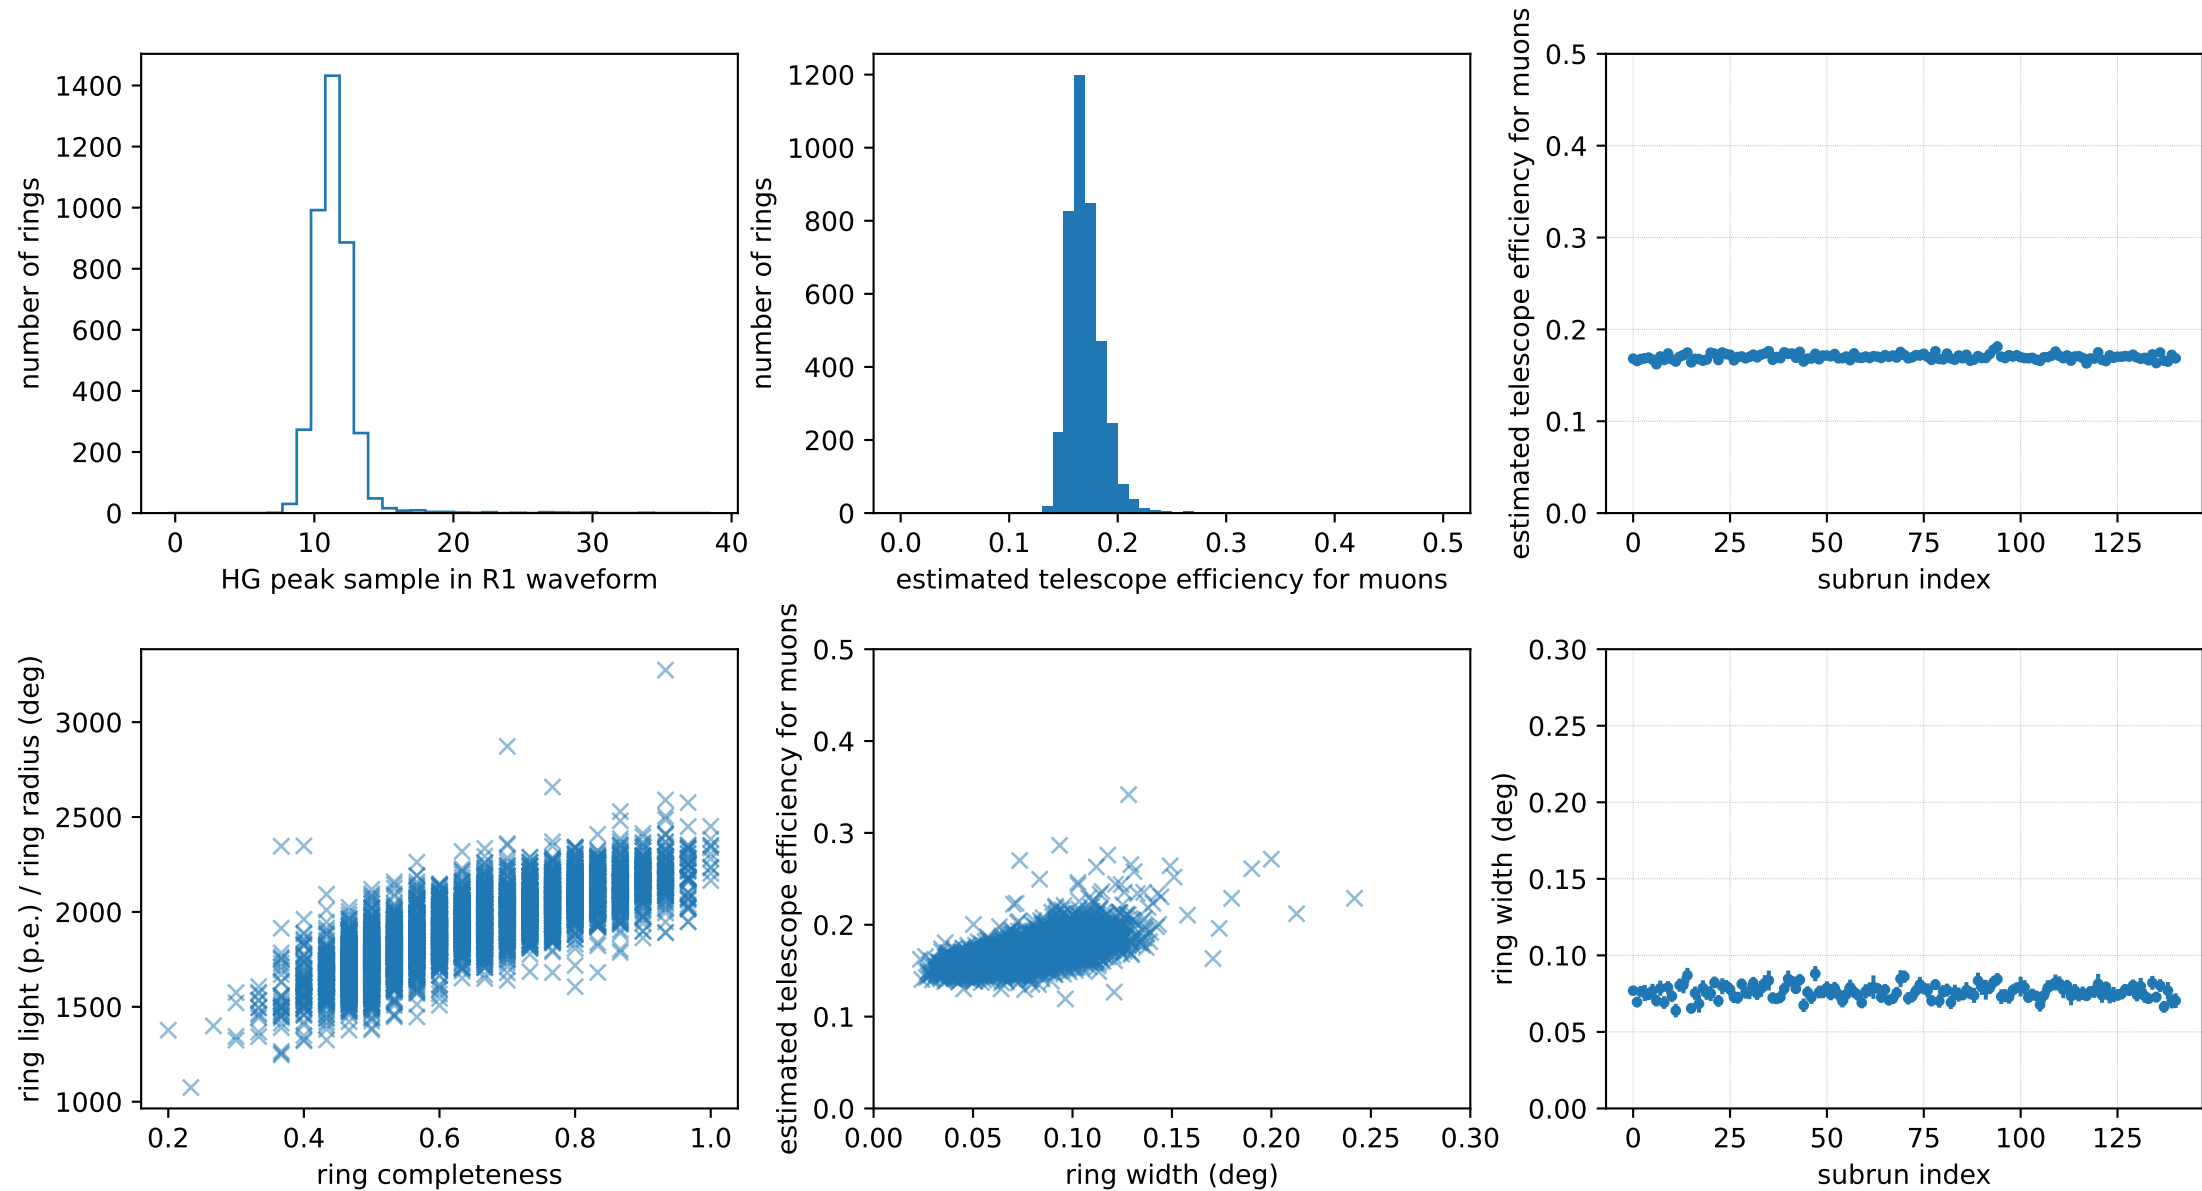 number of rings
1400
1200
1000
800
600
400
200
0
0 10 20 30 40
HG peak sample in R1 waveform
number of rings
1200
1000
800
600
400
200
0
0.0 0.1 0.2 0.3 0.4 0.5
estimated telescope efficiency for muons
estimated telescope efficiency for muons
0.5
0.4
0.3
0.2
0.1
0.0
0 25 50 75 100 125
subrun index
ring light (p.e.) / ring radius (deg)
3000
2500
2000
1500
1000
0.2 0.4 0.6 0.8 1.0
ring completeness
estimated telescope efficiency for muons
0.5
0.4
0.3
0.2
0.1
0.0
0.00 0.05 0.10 0.15 0.20 0.25 0.30
ring width (deg)
ring width (deg)
0.30
0.25
0.20
0.15
0.10
0.05
0.00
0 25 50 75 100 125
subrun index